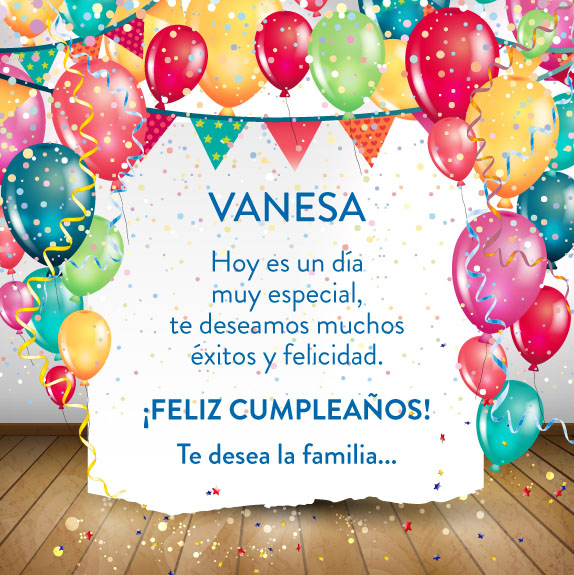 VANESA
Hoy es un día
muy especial,
te deseamos muchos
éxitos y felicidad.
¡FELIZ CUMPLEAÑOS!
Te desea la familia...